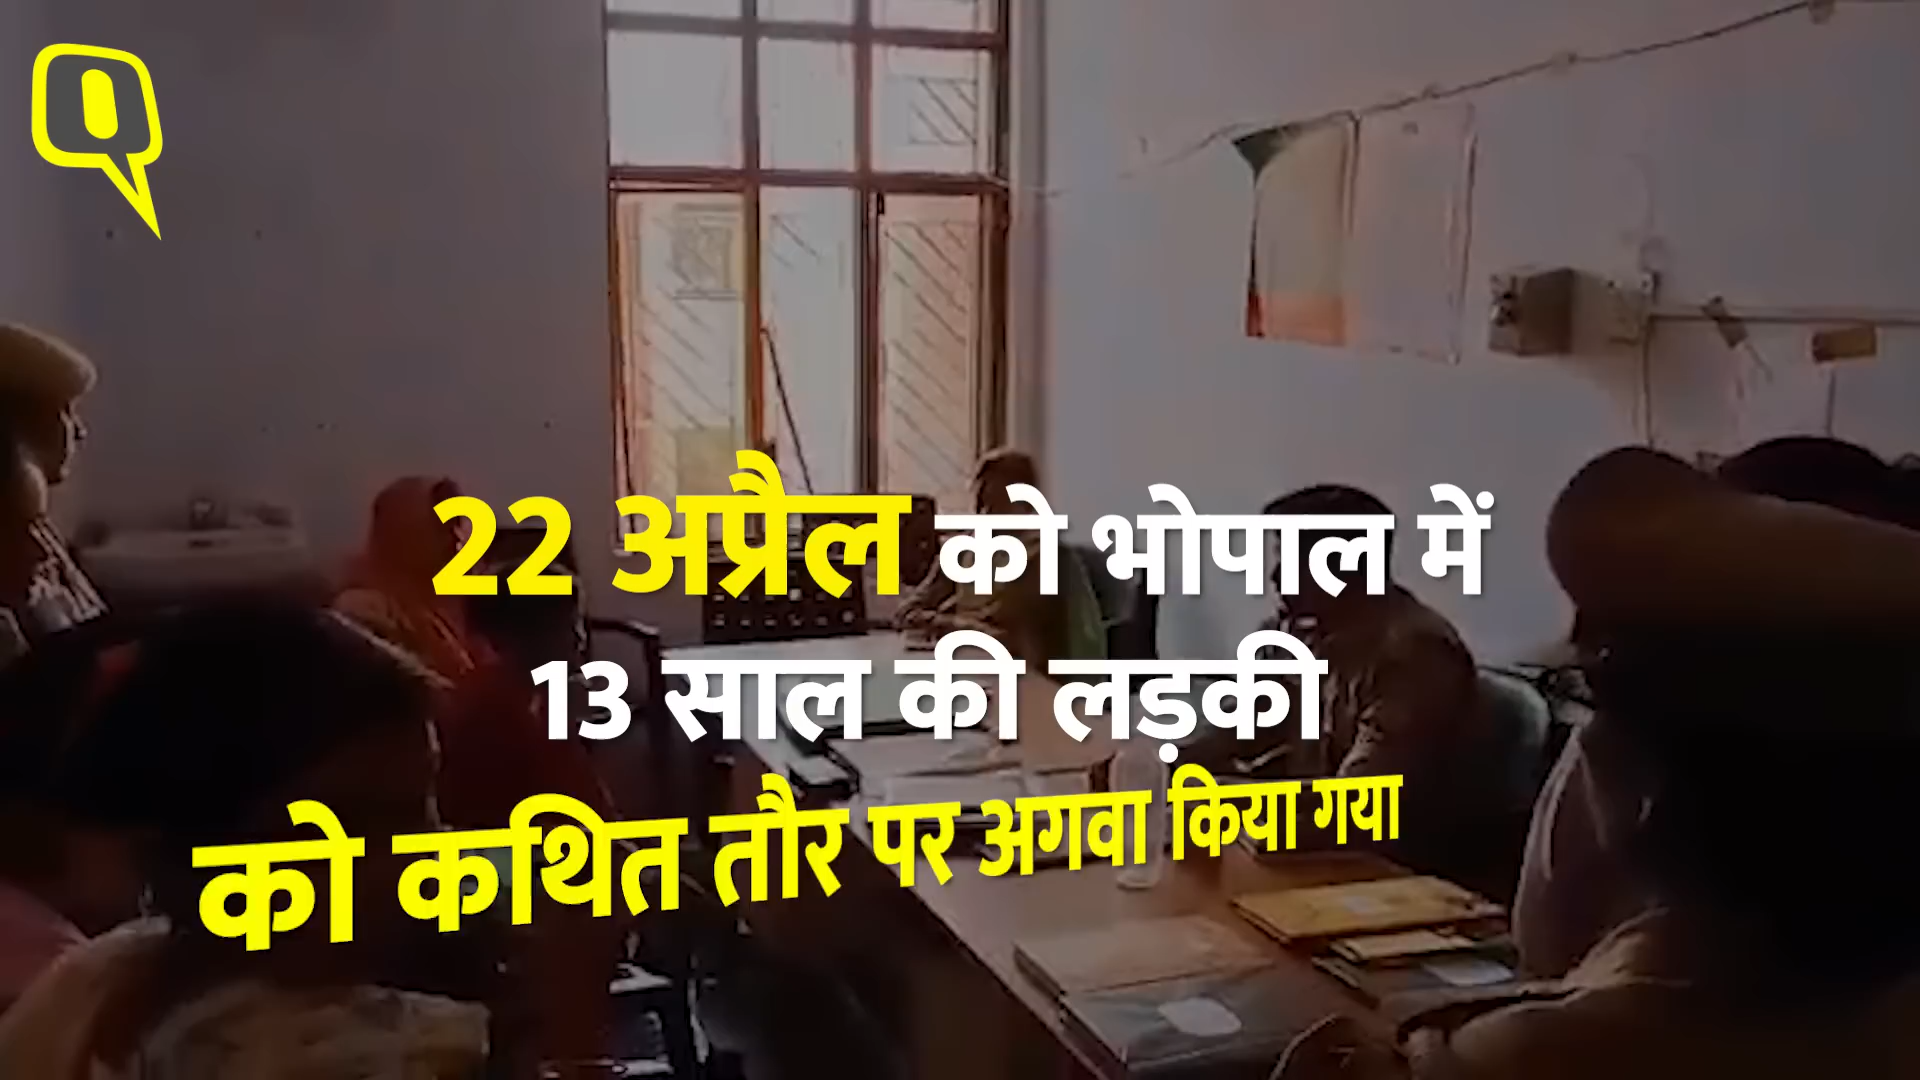 22 अप्रैल को भोपाल में
13 साल की लड़की
को कथित तौर पर अगवा किया गया